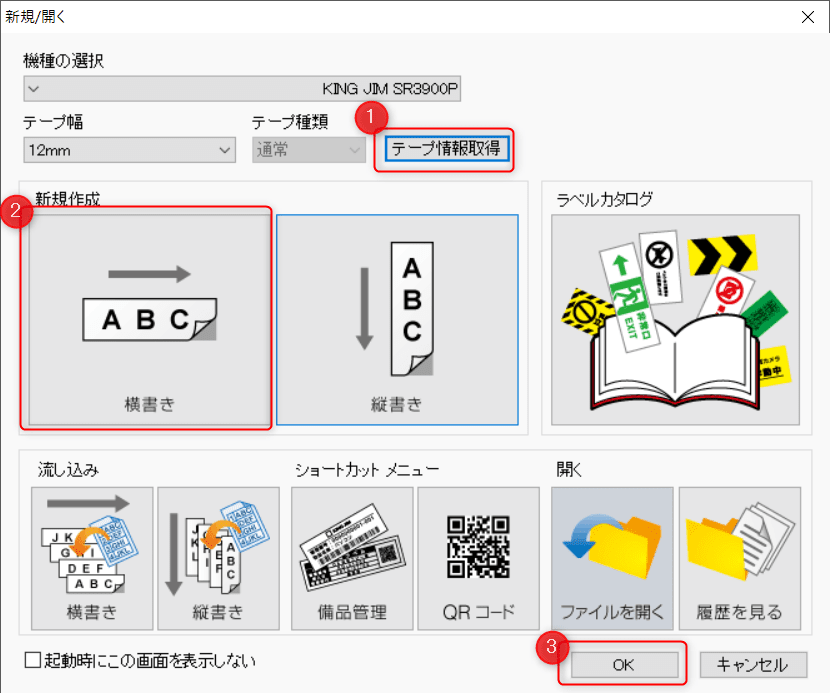 新規/開く
機種の選択
KING JIM SR3900P
テープ幅
テープ種類
1
12mm
通常
テープ情報取得
2
新規作成
ラベルカタログ
A B C
横書き
A
B
C
縦書き
非常口
EXIT
流し込み
ショートカット メニュー
開く
J K
G I
D E F
A B C
横書き
縦書き
備品管理
QR コード
ファイルを開く
履歴を見る
起動時にこの画面を表示しない
3
OK
キャンセル